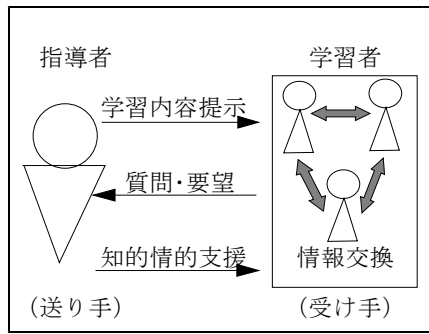 指導者
学習者
学習内容提示
質問・要望
知的情的支援
情報交換
(送り手)
(受け手)